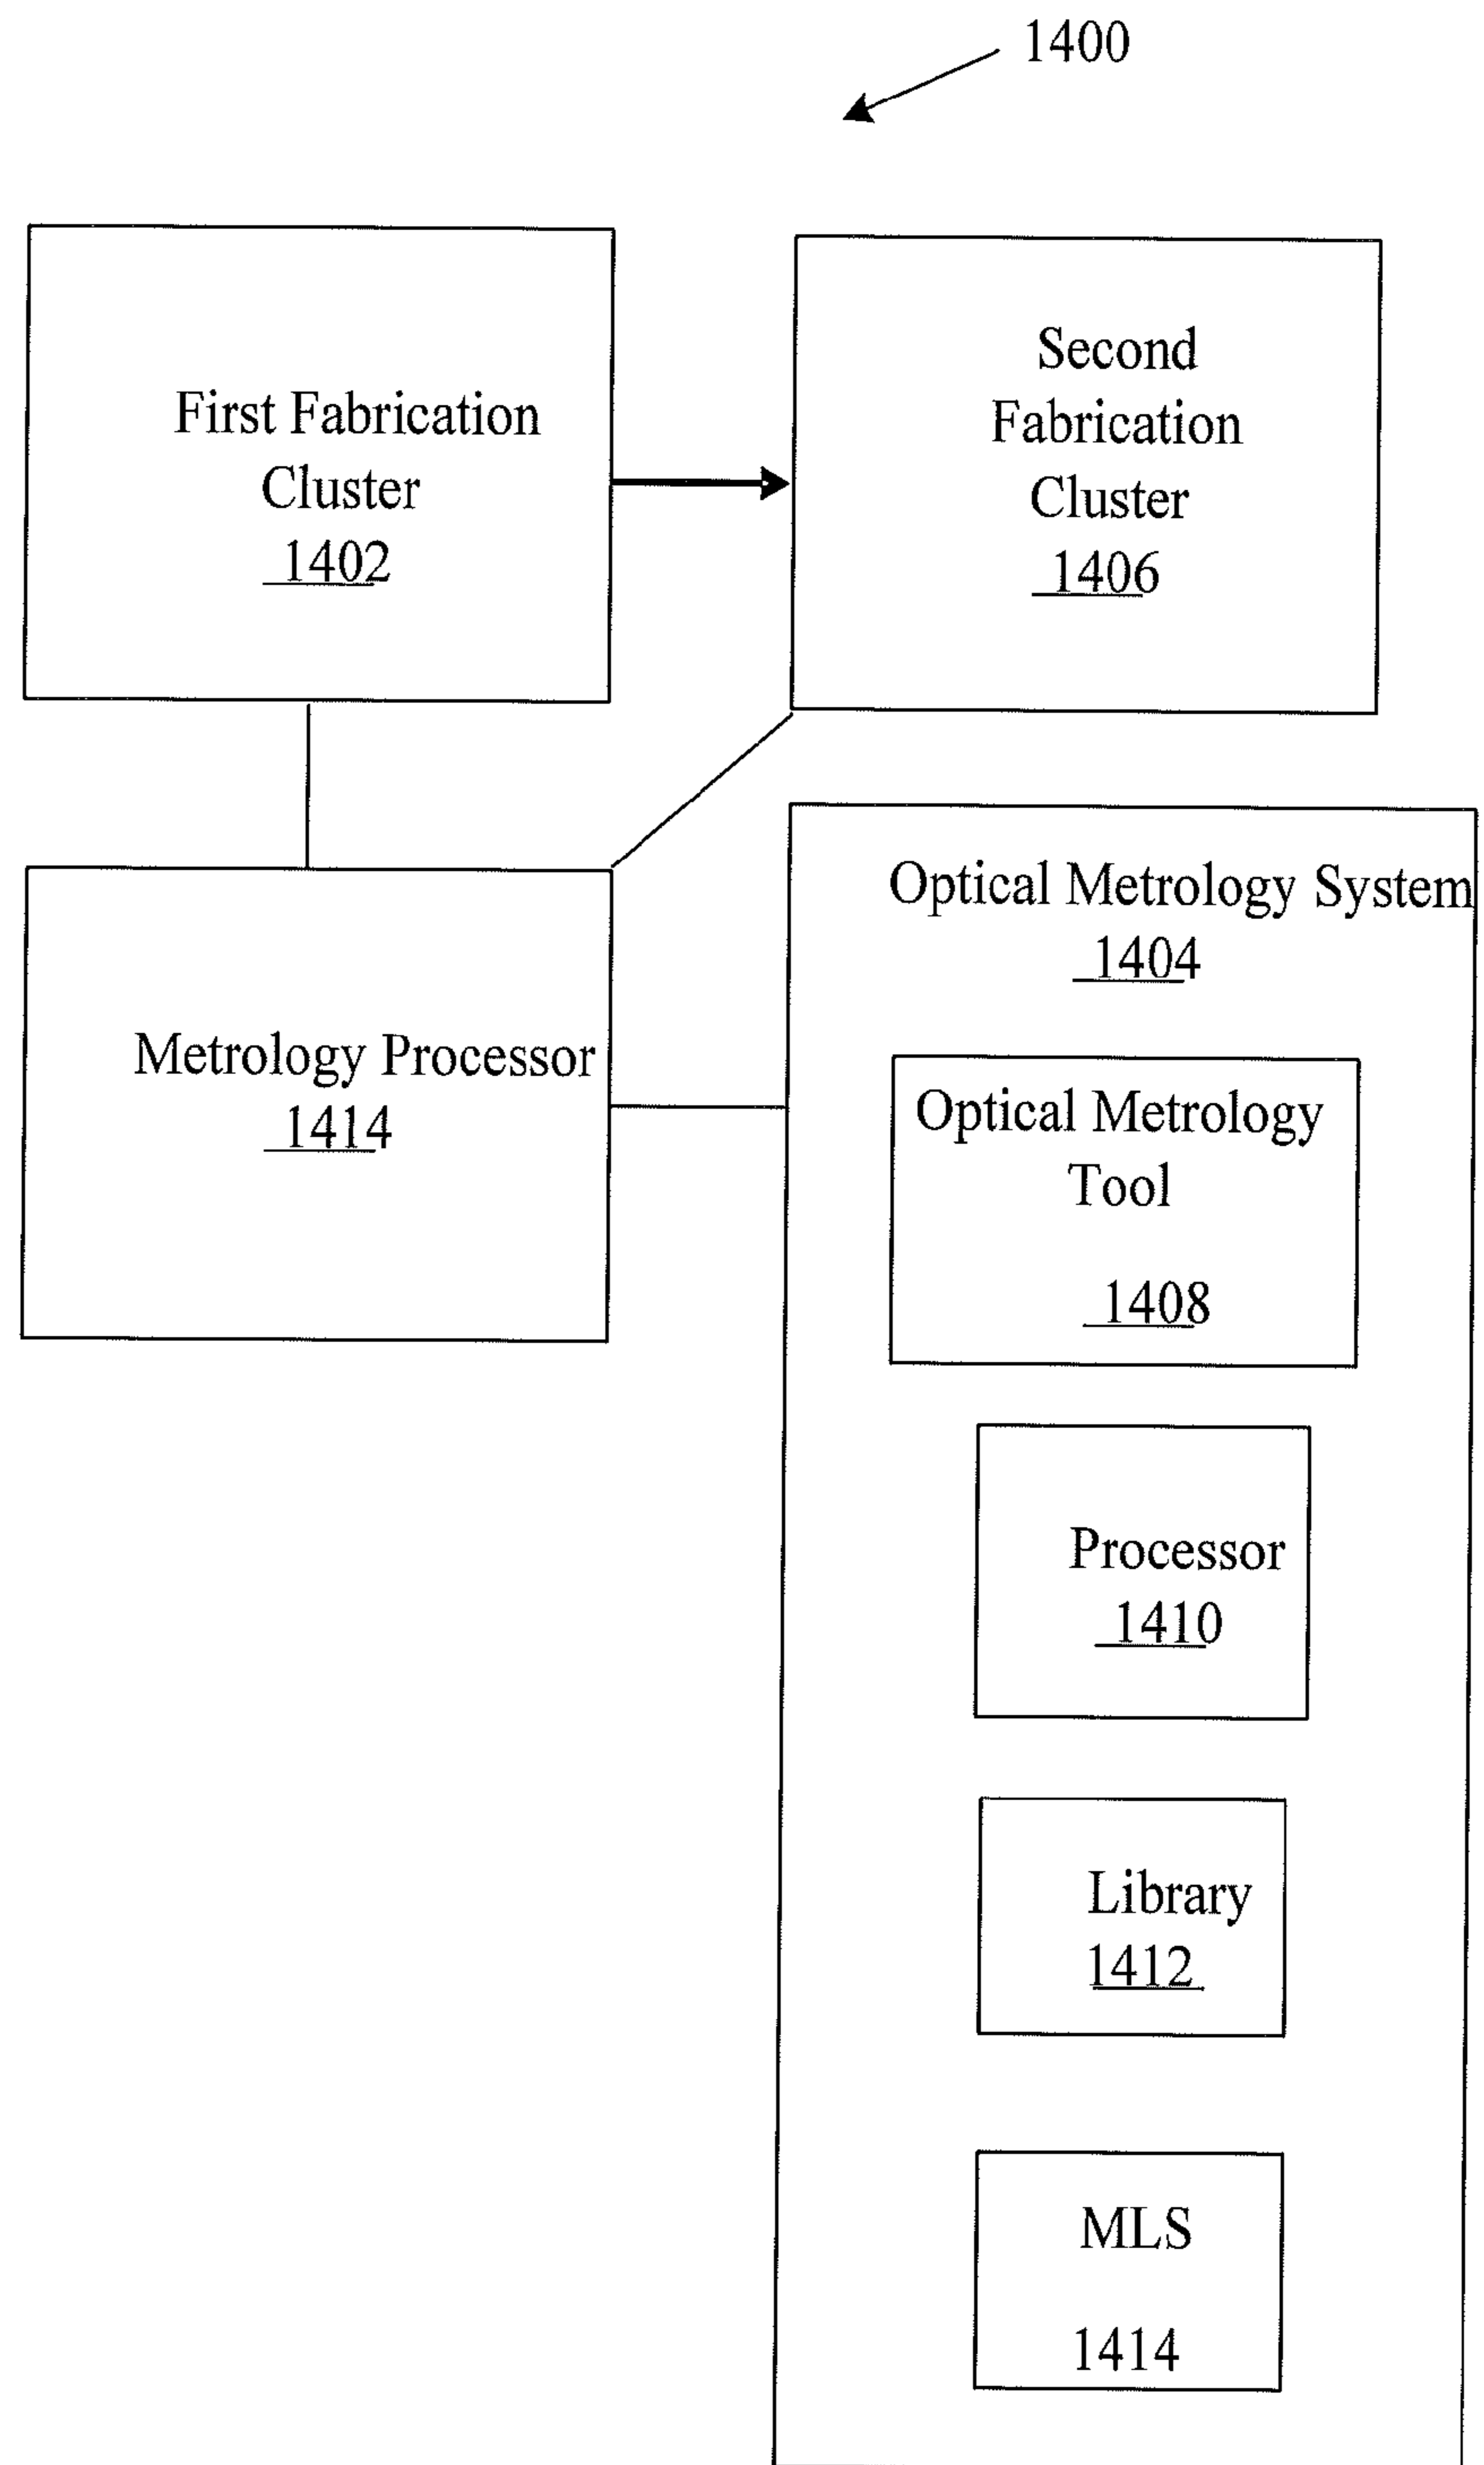 1400
First Fabrication
Cluster
1402
Second
Fabrication
Cluster
1406
Metrology Processor
1414
Optical Metrology System
1404
Optical Metrology
Tool
1408
Processor
1410
Library
1412
MLS
1414